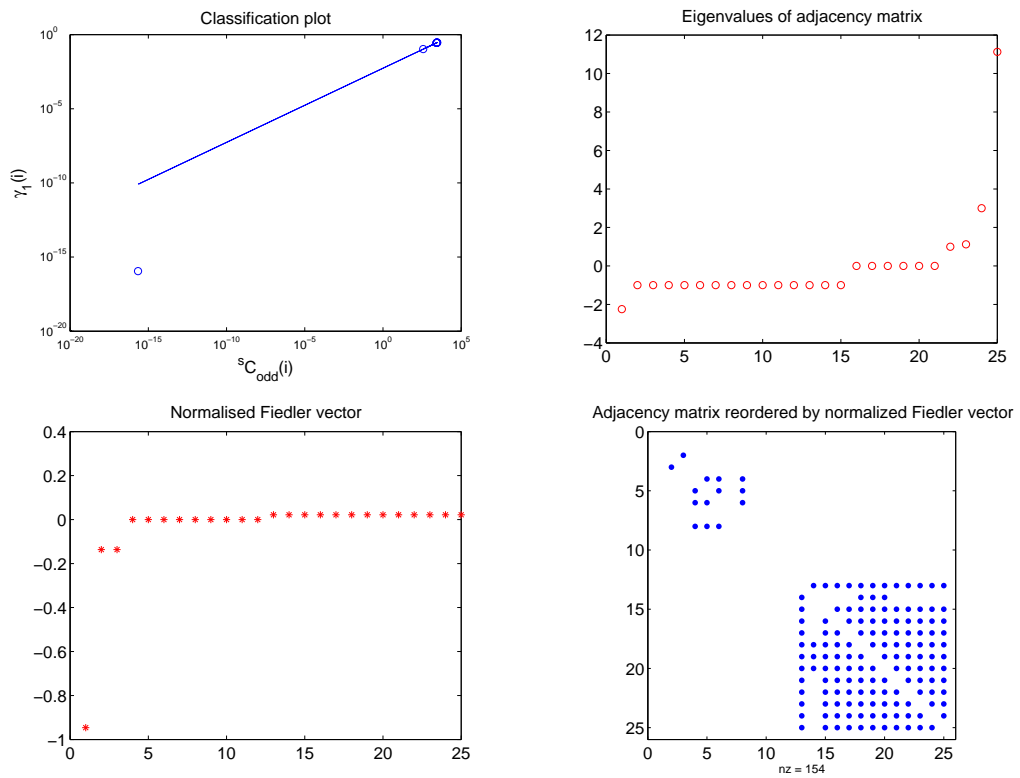 Classification plot
10^0
10^−5
10^−10
10^−15
10^−20
γ_1(i)
10^−20 10^−15 10^−10 10^−5 10^0 10^5
^sC_odd(i)
Eigenvalues of adjacency matrix
12
10
8
6
4
2
0
−2
−4
0 5 10 15 20 25
Normalised Fiedler vector
0.4
0.2
0
−0.2
−0.4
−0.6
−0.8
−1
0 5 10 15 20 25
Adjacency matrix reordered by normalized Fiedler vector
0
5
10
15
20
25
0 5 10 15 20 25
nz = 154